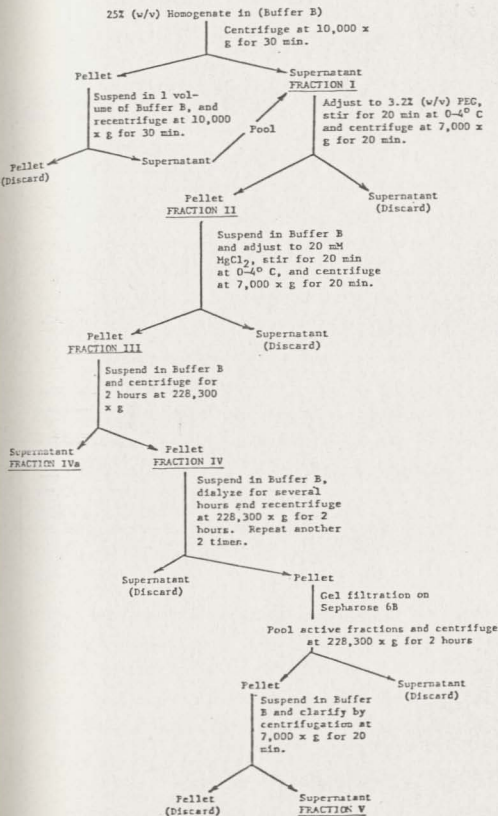 25% (w/v) Homogenate in (Buffer B)
Centrifuge at 10,000 x
g for 30 min.
Pellet
Supernatant
FRACTION I
Suspend in 1 vol-
ume of Buffer B, and
recentrifuge at 10,000
x g for 30 min.
Pool
Adjust to 3.2% (w/v) PEG,
stir for 20 min at 0-4° C
and centrifuge at 7,000 x
g for 20 min.
Pellet
(Discard)
Supernatant
Pellet
FRACTION II
Supernatant
(Discard)
Suspend in Buffer B
and adjust to 20 mM
MgCl2, stir for 20 min
at 0-4° C, and centrifuge
at 7,000 x g for 20 min.
Pellet
FRACTION III
Supernatant
(Discard)
Suspend in Buffer B
and centrifuge for
2 hours at 228,300
x g
Supernatant
FRACTION IVa
Pellet
FRACTION IV
Suspend in Buffer B,
dialyze for several
hours and recentrifuge
at 228,300 x g for 2
hours. Repeat another
2 times.
Supernatant
(Discard)
Pellet
Gel filtration on
Sepharose 6B
Pool active fractions and centrifuge
at 228,300 x g for 2 hours
Pellet
Supernatant
(Discard)
Suspend in Buffer
B and clarify by
centrifugation at
7,000 x g for 20
min.
Pellet
(Discard)
Supernatant
FRACTION V